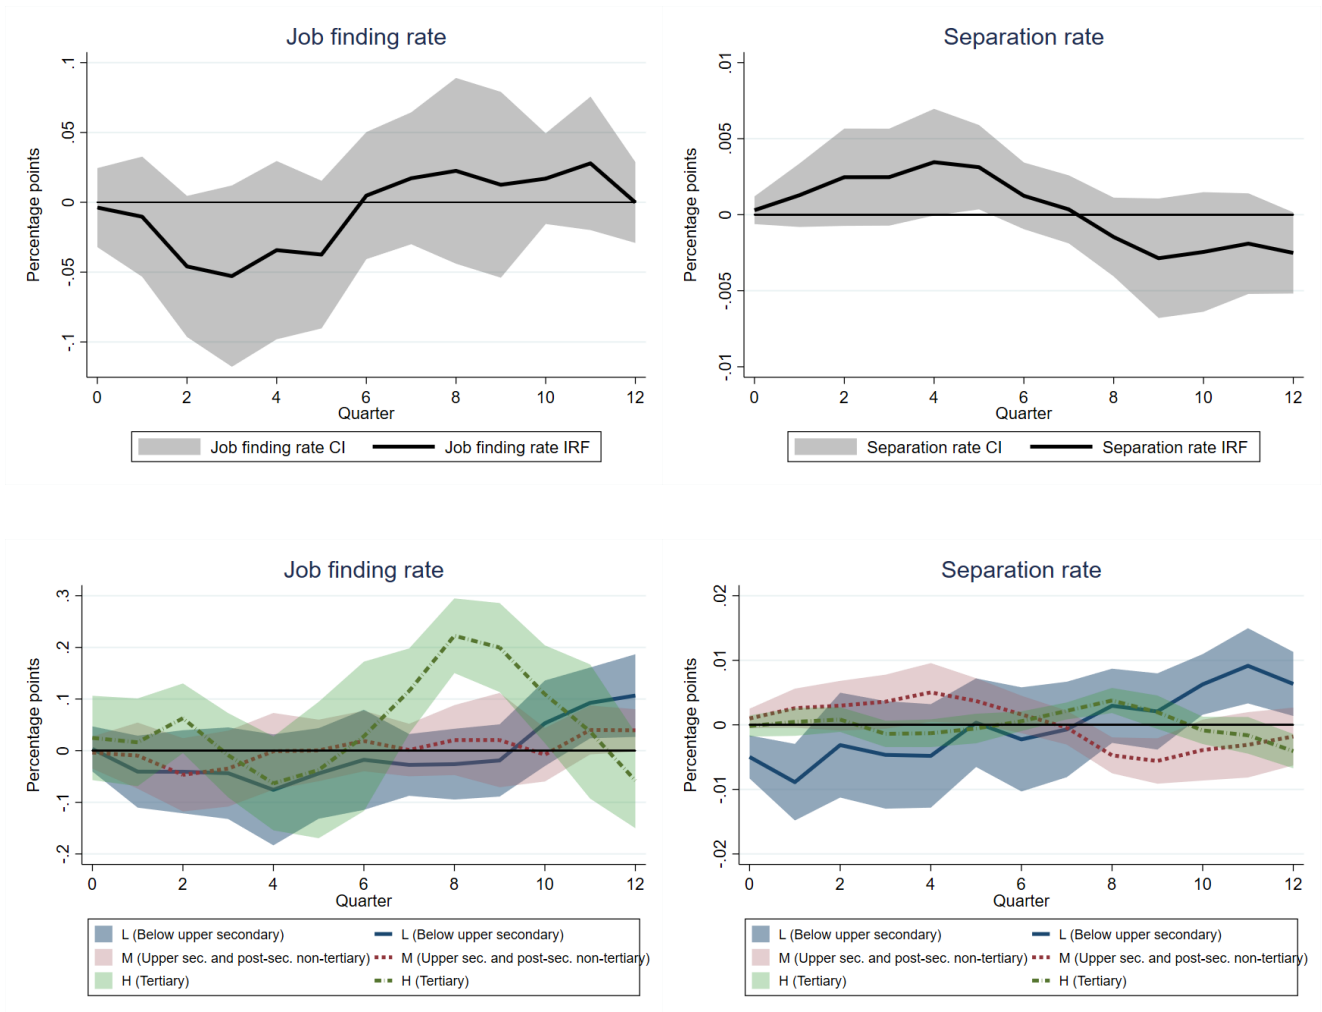 Job finding rate
Percentage points
.1
.05
0
-.05
-.1
0 2 4 6 8 10 12
Quarter
Job finding rate CI Job finding rate IRF
Separation rate
Percentage points
.01
.005
0
-.005
-.01
0 2 4 6 8 10 12
Quarter
Separation rate CI Separation rate IRF
Job finding rate
Percentage points
.3
.2
.1
0
-.1
-.2
0 2 4 6 8 10 12
Quarter
L (Below upper secondary) L (Below upper secondary)
M (Upper sec. and post-sec. non-tertiary) M (Upper sec. and post-sec. non-tertiary)
H (Tertiary) H (Tertiary)
Separation rate
Percentage points
.02
.01
0
-.01
-.02
0 2 4 6 8 10 12
Quarter
L (Below upper secondary) L (Below upper secondary)
M (Upper sec. and post-sec. non-tertiary) M (Upper sec. and post-sec. non-tertiary)
H (Tertiary) H (Tertiary)